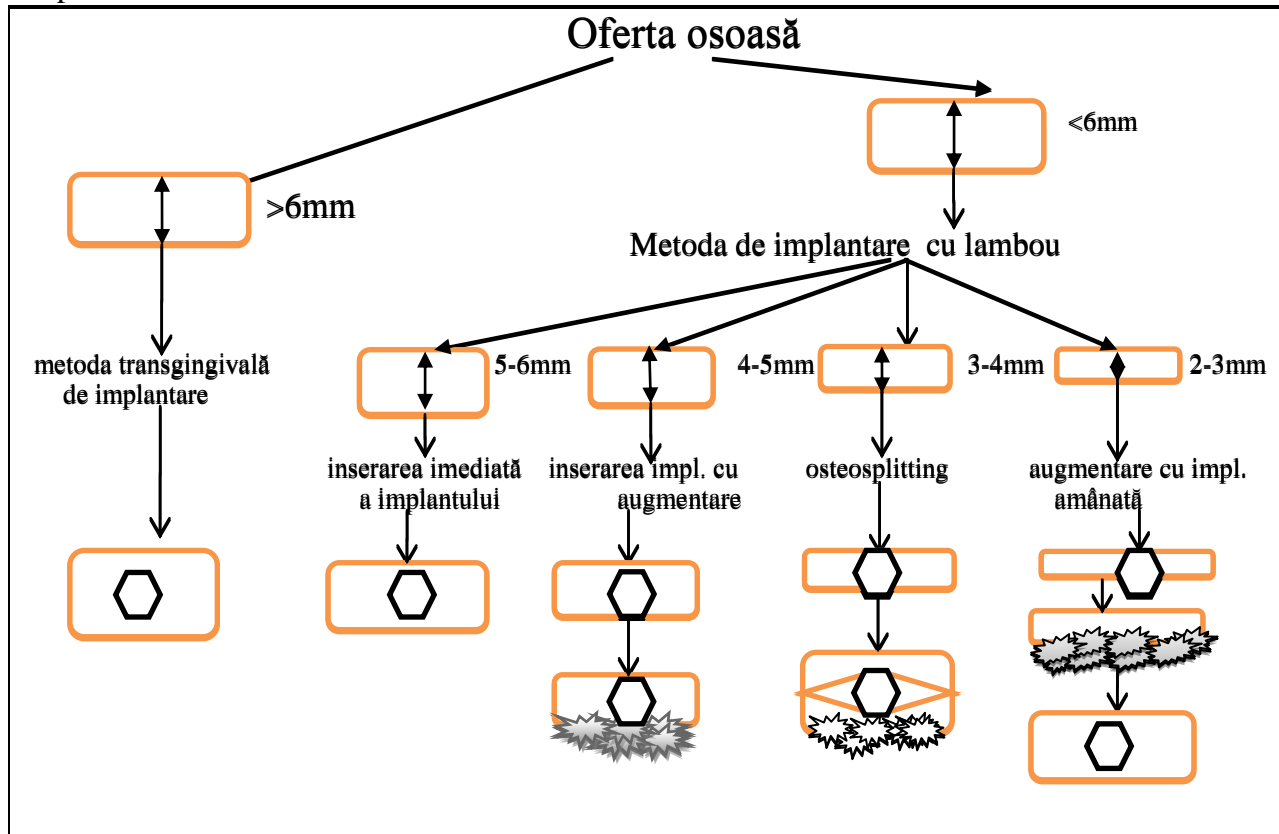 Oferta osoasă
<6mm
>6mm
Metoda de implantare cu lambou
metoda transgingivală
de implantare
5-6mm
4-5mm
3-4mm
2-3mm
inserarea imediată
a implantului
inserarea impl. cu
augmentare
osteosplitting
augmentare cu impl.
amânată